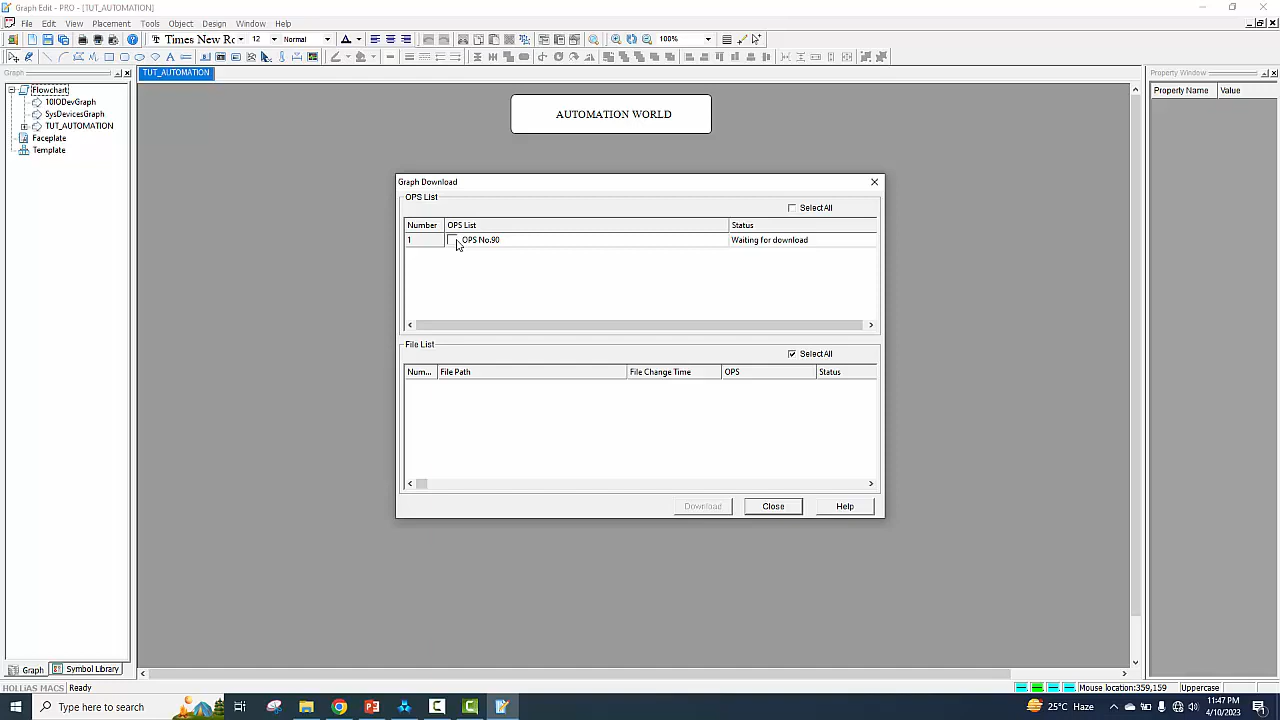 Graph Edit - PRO - [TUT_AUTOMATION]
File Edit View Placement Tools Object Design Window Help
Times New Rc 12 Normal 100%
Graph
TUT_AUTOMATION
Property Window
Flowchart
10IODevGraph
SysDevicesGraph
TUT_AUTOMATION
Faceplate
Template
Property Name Value
AUTOMATION WORLD
Graph Download
OPS List
Select All
Number OPS List Status
1 OPS No.90 Waiting for download
File List
Select All
Num... File Path File Change Time OPS Status
Download Close Help
Graph Symbol Library
HOLLiAS MACS Ready Mouse location:359,159 Uppercase
Type here to search
25°C Haze
11:47 PM
4/10/2023